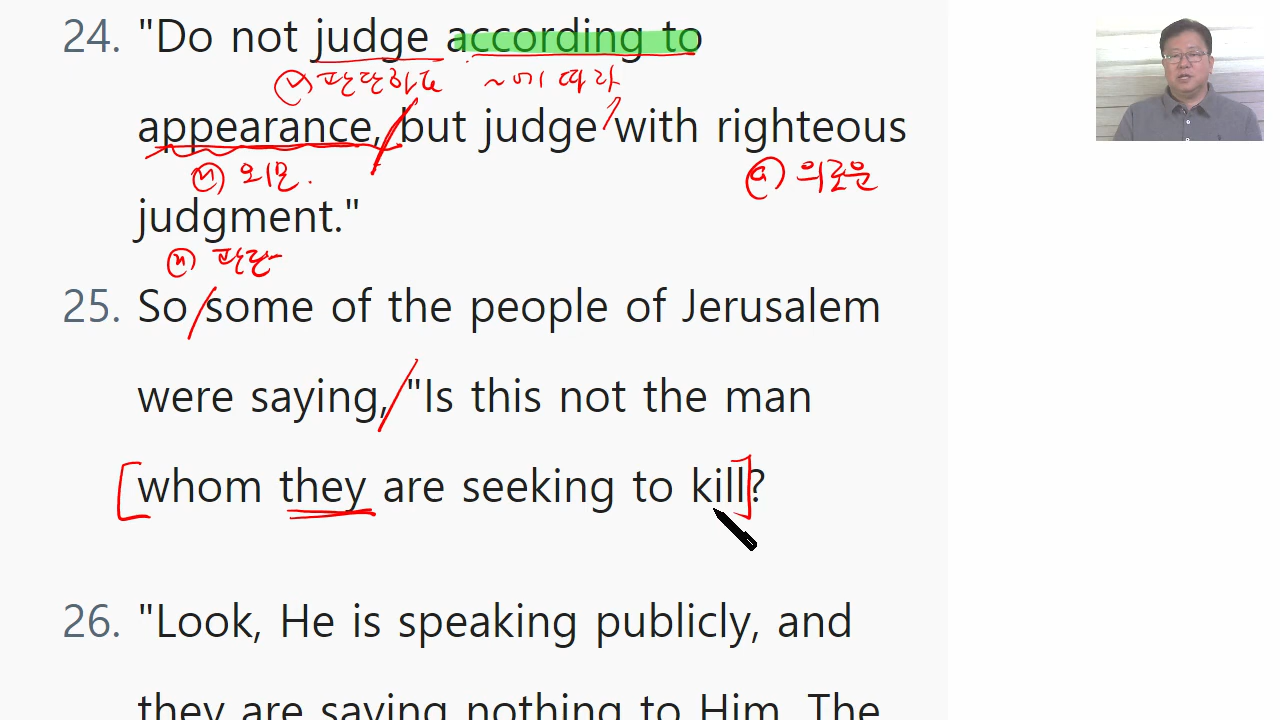 24. "Do not judge according to
ⓥ 판단하다 ~에 따라
appearance, but judge with righteous
ⓝ 외모. ⓐ 의로운
judgment."
ⓝ 판단
25. So some of the people of Jerusalem
were saying, "Is this not the man
[whom they are seeking to kill]?
26. "Look, He is speaking publicly, and
they are saying nothing to Him. The